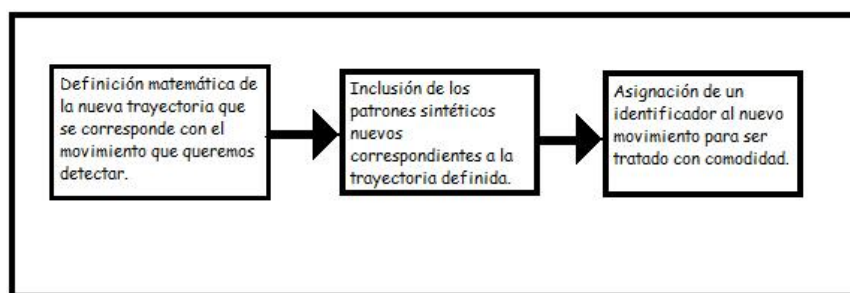 Definición matemática de
la nueva trayectoria que
se corresponde con el
movimiento que queremos
detectar.
Inclusión de los
patrones sintéticos
nuevos
correspondientes a la
trayectoria definida.
Asignación de un
identificador al nuevo
movimiento para ser
tratado con comodidad.